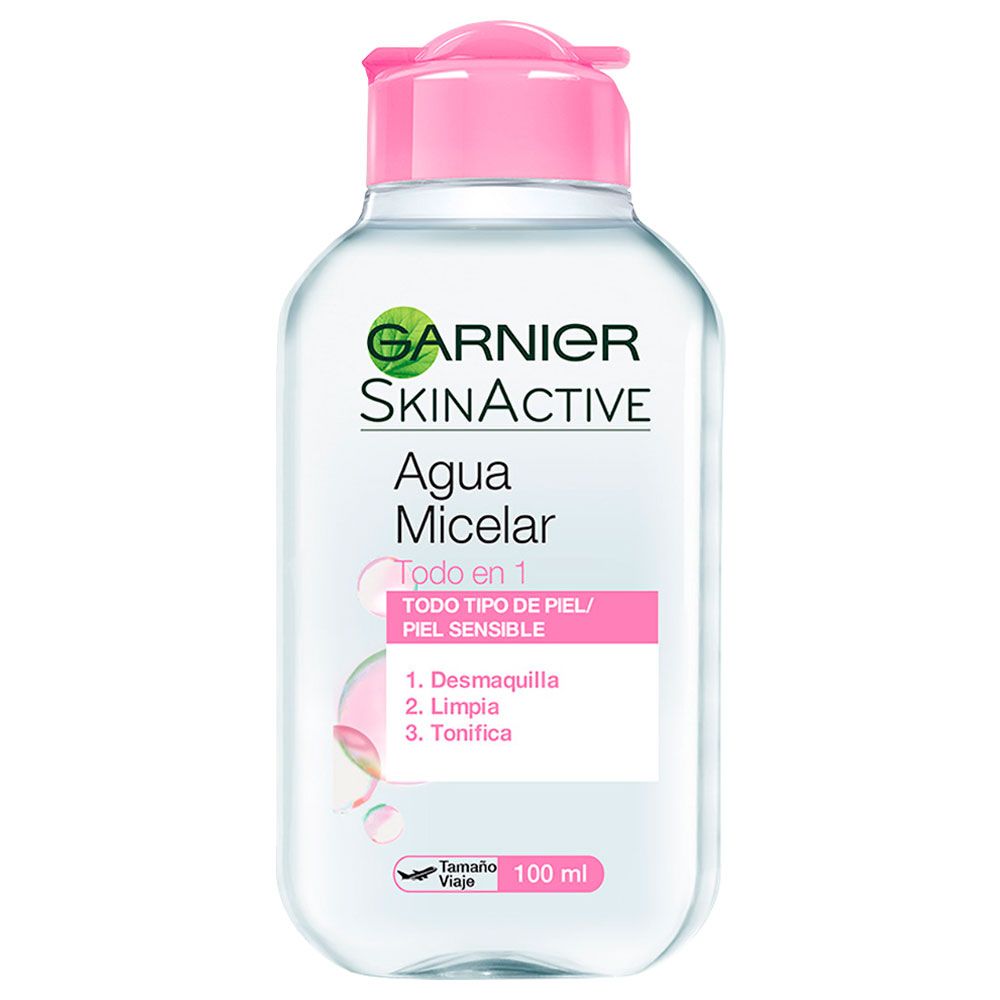 GARNIER
SKINACTIVE
Agua
Micelar
Todo en 1
TODO TIPO DE PIEL/
PIEL SENSIBLE
1. Desmaquilla
2. Limpia
3. Tonifica
Tamaño
Viaje
100 ml